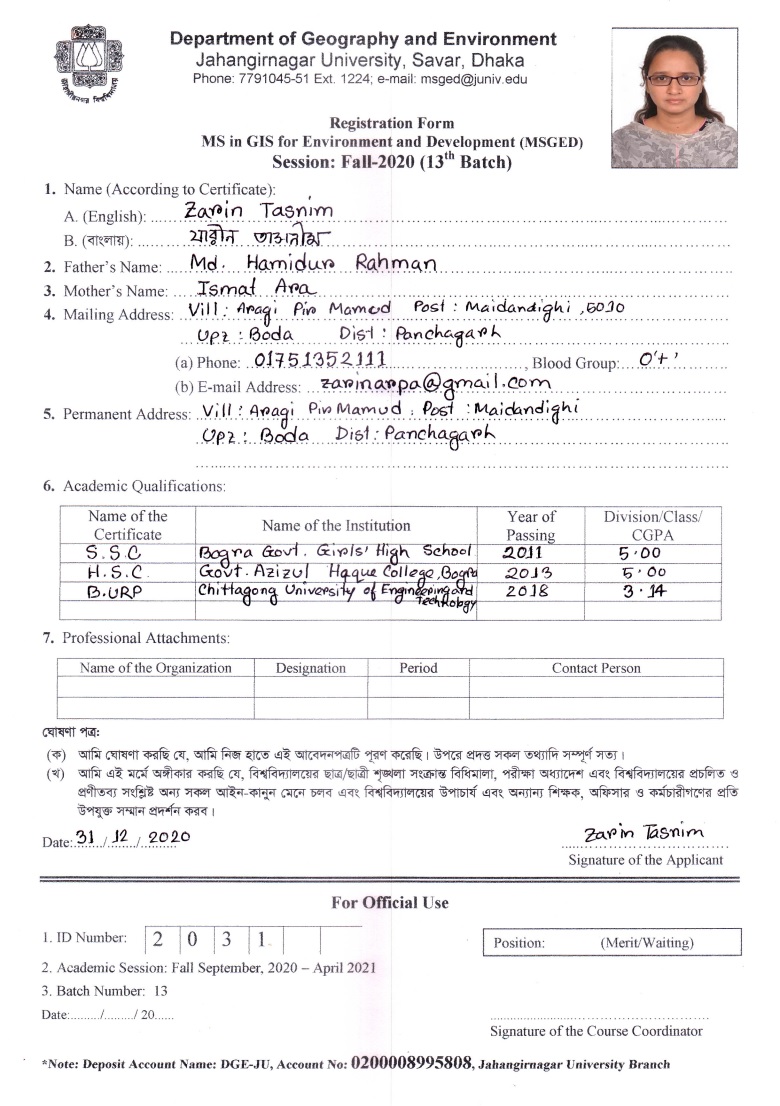 Department of Geography and Environment
Jahangirnagar University, Savar, Dhaka
Phone: 7791045-51 Ext. 1224; e-mail: msged@juniv.edu
Registration Form
MS in GIS for Environment and Development (MSGED)
Session: Fall-2020 (13th Batch)
1. Name (According to Certificate):
A. (English): Zarin Tasnim
B. (বাংলায়): যারীন তাসনীম
2. Father's Name: Md. Hamidur Rahman
3. Mother's Name: Ismat Ara
4. Mailing Address: Vill: Aragi Pir Mamud Post: Maidandighi, 5010
Upz: Boda Dist: Panchagarh
(a) Phone: 01751352111, Blood Group: O'+'
(b) E-mail Address: zarinarpa@gmail.com
5. Permanent Address: Vill: Aragi Pir Mamud, Post: Maidandighi
Upz: Boda Dist: Panchagarh
6. Academic Qualifications:
Name of the Certificate Name of the Institution Year of Passing Division/Class/ CGPA
S.S.C Bogra Govt. Girls' High School 2011 5.00
H.S.C. Govt. Azizul Haque College, Bogra 2013 5.00
B.URP Chittagong University of Engineering and Technology 2018 3.14
7. Professional Attachments:
Name of the Organization Designation Period Contact Person
ঘোষণা পত্র:
(ক) আমি ঘোষণা করছি যে, আমি নিজ হাতে এই আবেদনপত্রটি পূরণ করেছি। উপরে প্রদত্ত সকল তথ্যাদি সম্পূর্ণ সত্য।
(খ) আমি এই মর্মে অঙ্গীকার করছি যে, বিশ্ববিদ্যালয়ের ছাত্র/ছাত্রী শৃঙ্খলা সংক্রান্ত বিধিমালা, পরীক্ষা অধ্যাদেশ এবং বিশ্ববিদ্যালয়ের প্রচলিত ও
প্রণীতব্য সংশ্লিষ্ট অন্য সকল আইন-কানুন মেনে চলব এবং বিশ্ববিদ্যালয়ের উপাচার্য এবং অন্যান্য শিক্ষক, অফিসার ও কর্মচারীগণের প্রতি
উপযুক্ত সম্মান প্রদর্শন করব।
Date: 31/12/2020 Zarin Tasnim
Signature of the Applicant
For Official Use
1. ID Number: 2 0 3 1 Position: (Merit/Waiting)
2. Academic Session: Fall September, 2020 – April 2021
3. Batch Number: 13
Date:........./........./ 20......
Signature of the Course Coordinator
*Note: Deposit Account Name: DGE-JU, Account No: 0200008995808, Jahangirnagar University Branch